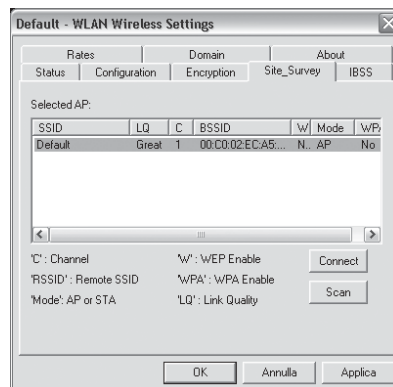 Default - WLAN Wireless Settings
Rates Domain About
Status Configuration Encryption Site_Survey IBSS
Selected AP:
SSID LQ C BSSID W Mode WPA
Default Great 1 00:C0:02:EC:A5:... N.. AP No
'C' : Channel 'W' : WEP Enable Connect
'RSSID' : Remote SSID 'WPA' : WPA Enable
'Mode': AP or STA 'LQ' : Link Quality Scan
OK Annulla Applica